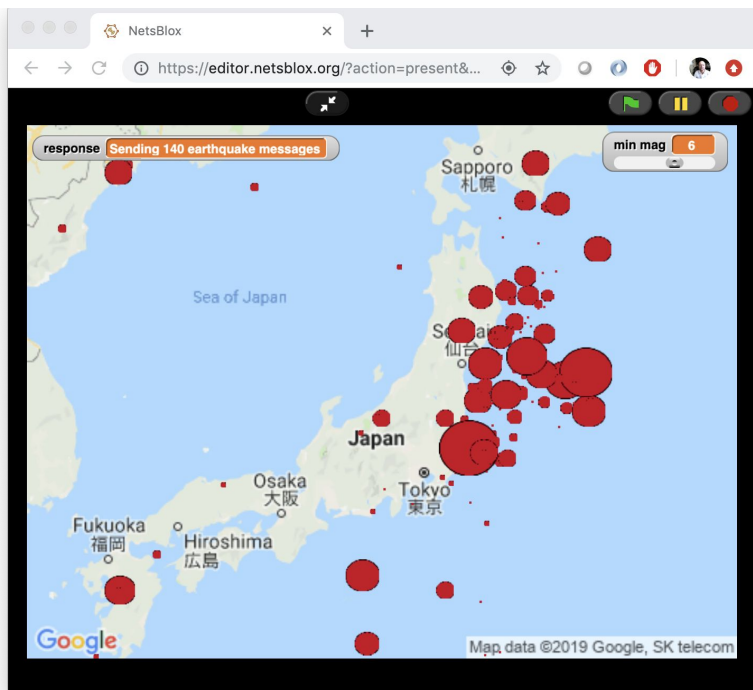 NetsBlox
https://editor.netsblox.org/?action=present&...
response Sending 140 earthquake messages
min mag 6
Sapporo
札幌
Sea of Japan
仙台
Japan
Tokyo
東京
Osaka
大阪
Fukuoka
福岡
Hiroshima
広島
Google
Map data ©2019 Google, SK telecom